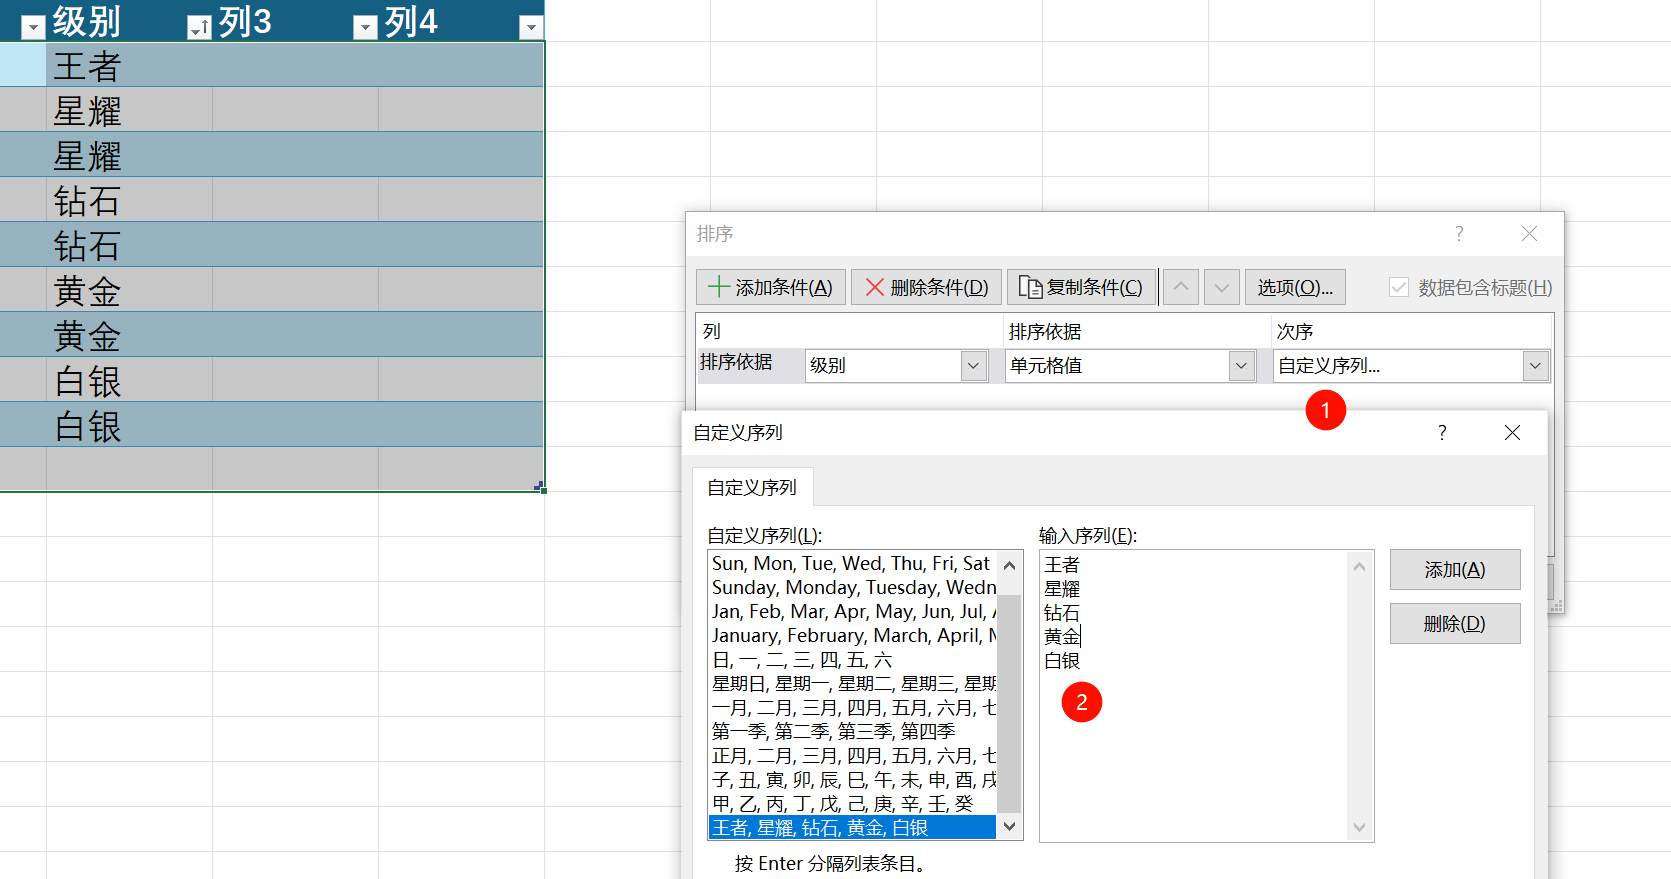 级别 列3 列4
王者
星耀
星耀
钻石
钻石
黄金
黄金
白银
白银
排序 ?
添加条件(A) 删除条件(D) 复制条件(C) 选项(O)... 数据包含标题(H)
列 排序依据 次序
排序依据 级别 单元格值 自定义序列...
1
自定义序列 ?
自定义序列
自定义序列(L):
Sun, Mon, Tue, Wed, Thu, Fri, Sat
Sunday, Monday, Tuesday, Wedn
Jan, Feb, Mar, Apr, May, Jun, Jul, A
January, February, March, April, M
日, 一, 二, 三, 四, 五, 六
星期日, 星期一, 星期二, 星期三, 星期
一月, 二月, 三月, 四月, 五月, 六月, 七
第一季, 第二季, 第三季, 第四季
正月, 二月, 三月, 四月, 五月, 六月, 七
子, 丑, 寅, 卯, 辰, 巳, 午, 未, 申, 酉, 戌
甲, 乙, 丙, 丁, 戊, 己, 庚, 辛, 壬, 癸
王者, 星耀, 钻石, 黄金, 白银
输入序列(E):
王者
星耀
钻石
黄金
白银
2
添加(A)
删除(D)
按 Enter 分隔列表条目。